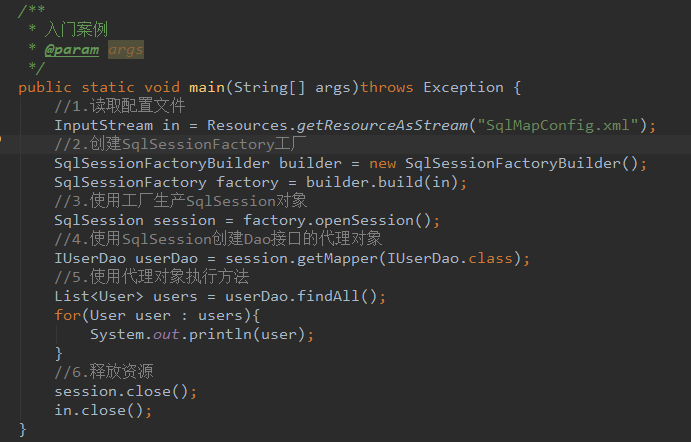 /**
 * 入门案例
 * @param args
 */
public static void main(String[] args)throws Exception {
    //1.读取配置文件
    InputStream in = Resources.getResourceAsStream("SqlMapConfig.xml");
    //2.创建SqlSessionFactory工厂
    SqlSessionFactoryBuilder builder = new SqlSessionFactoryBuilder();
    SqlSessionFactory factory = builder.build(in);
    //3.使用工厂生产SqlSession对象
    SqlSession session = factory.openSession();
    //4.使用SqlSession创建Dao接口的代理对象
    IUserDao userDao = session.getMapper(IUserDao.class);
    //5.使用代理对象执行方法
    List<User> users = userDao.findAll();
    for(User user : users){
        System.out.println(user);
    }
    //6.释放资源
    session.close();
    in.close();
}